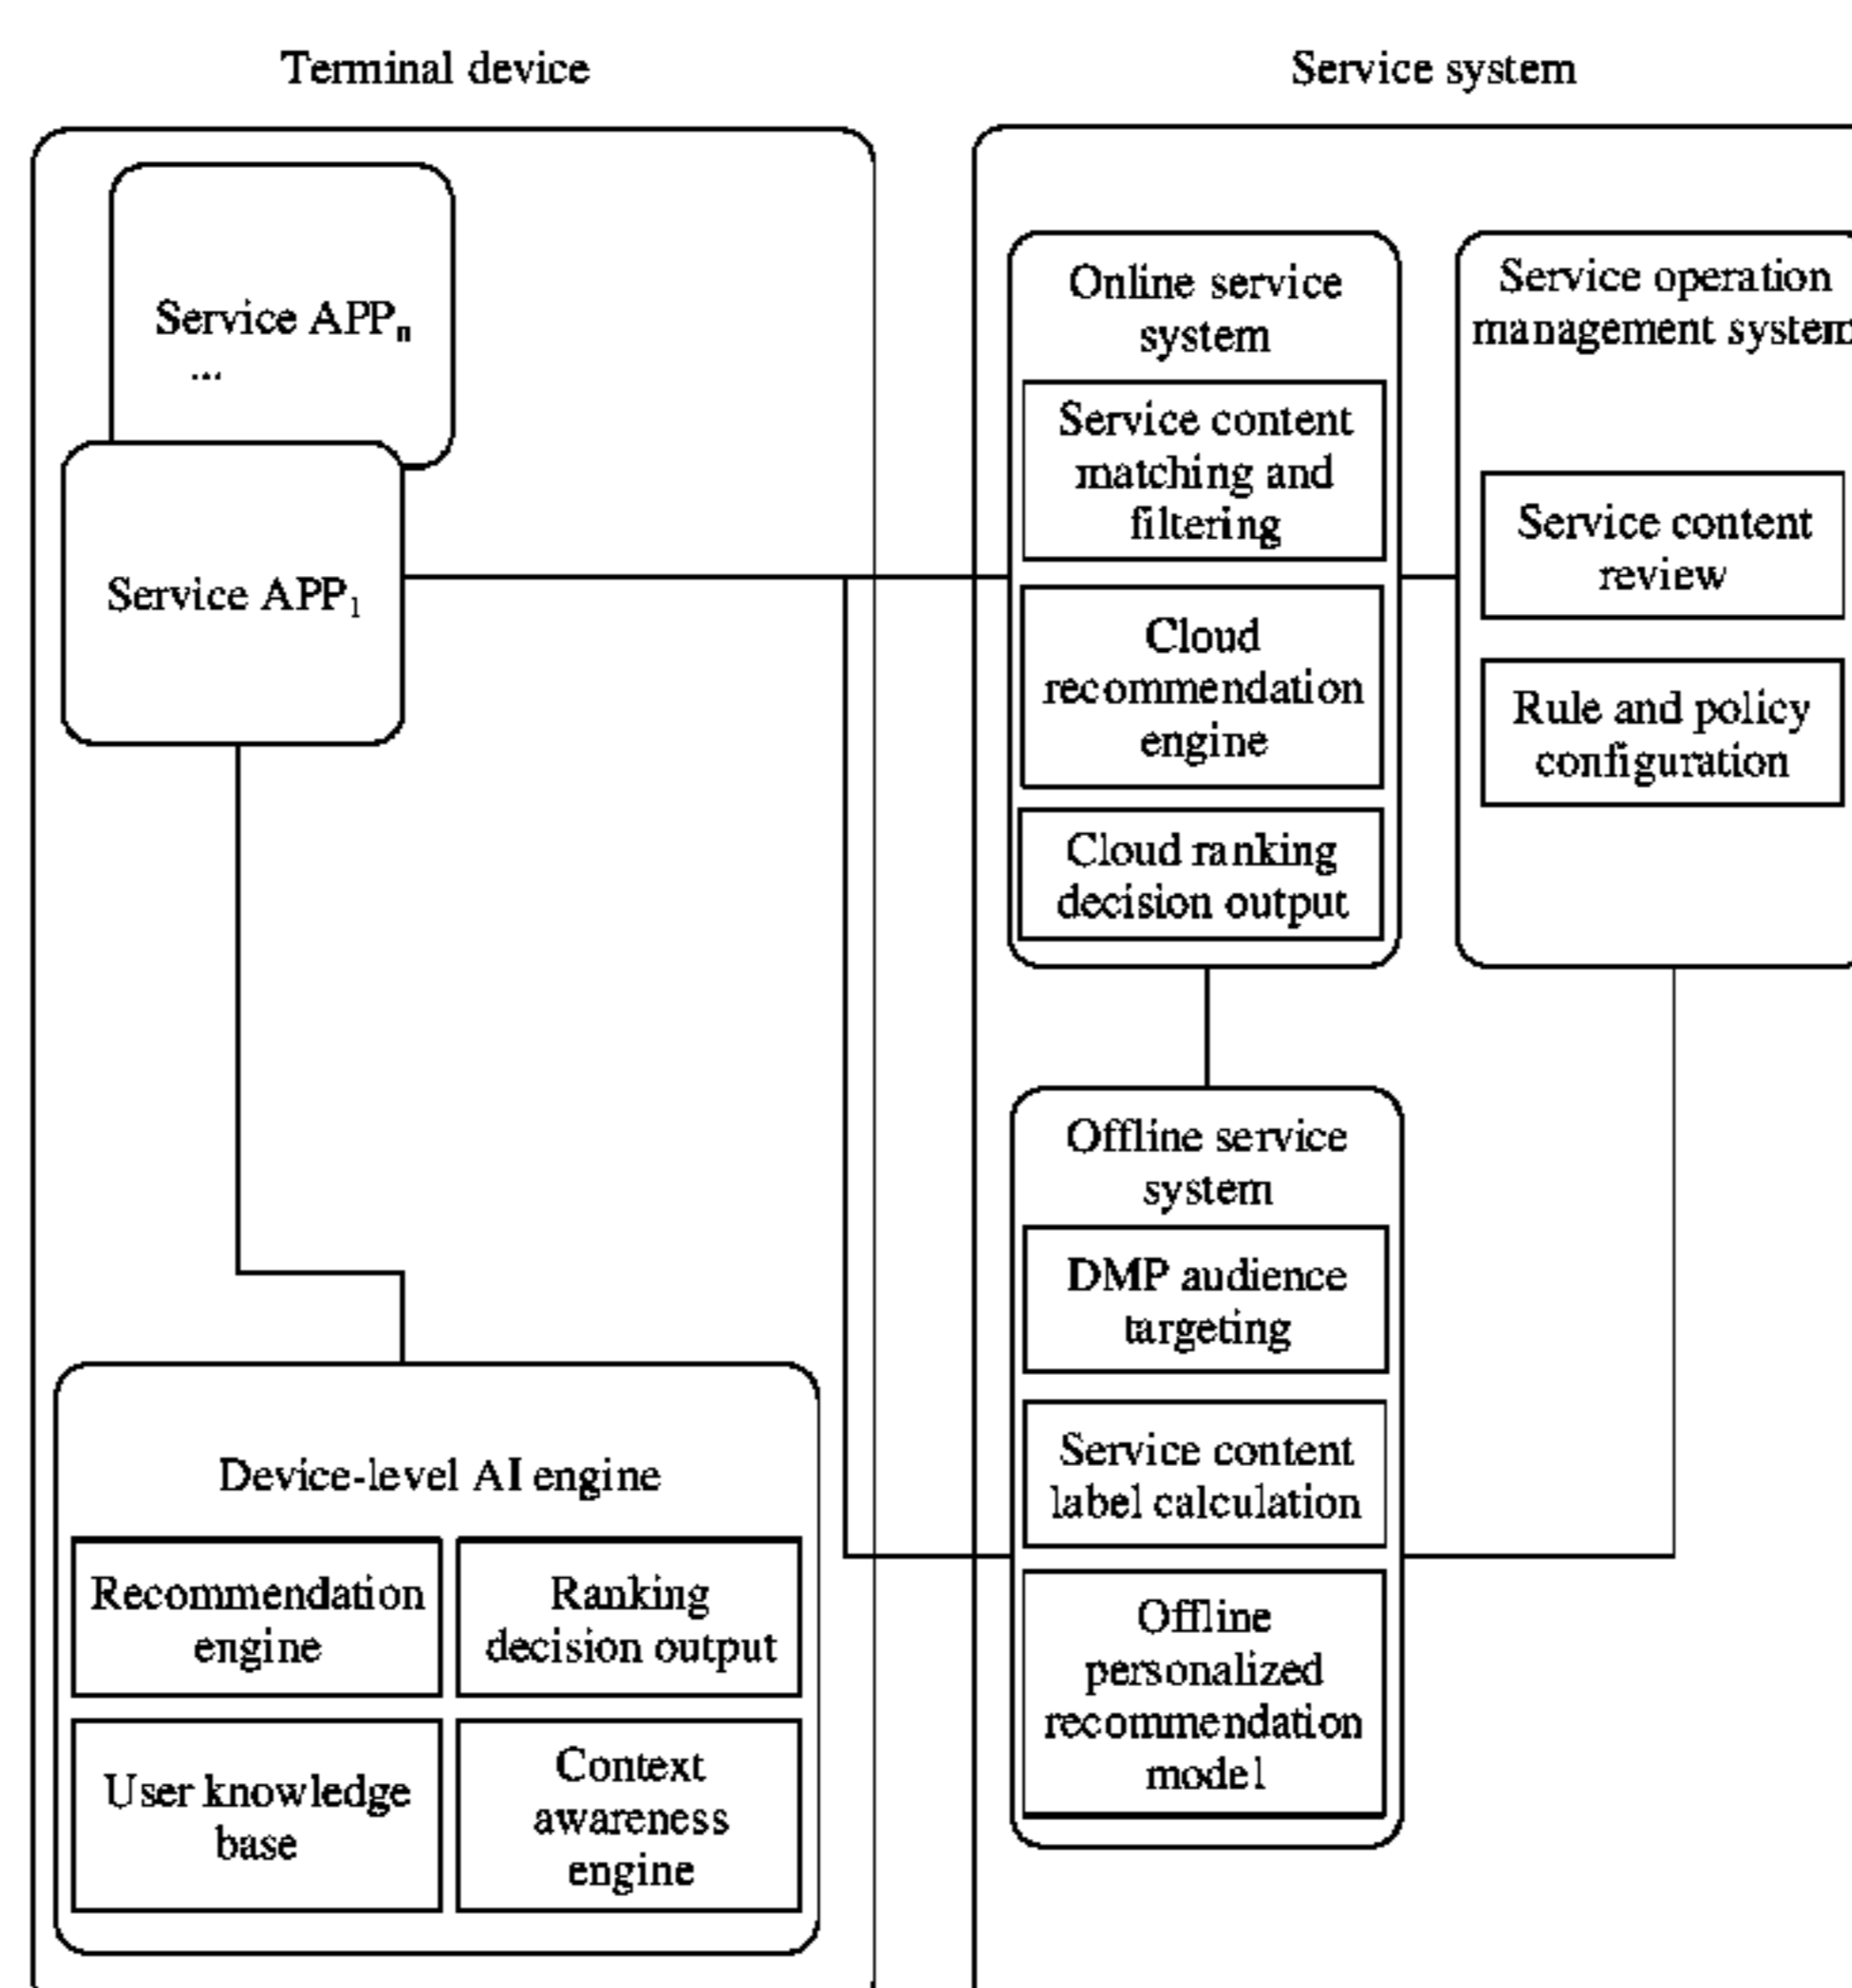 Terminal device
Service system
Service APPₙ
...
Service APP₁
Device-level AI engine
Recommendation
engine
Ranking
decision output
User knowledge
base
Context
awareness
engine
Online service
system
Service content
matching and
filtering
Cloud
recommendation
engine
Cloud ranking
decision output
Service operation
management system
Service content
review
Rule and policy
configuration
Offline service
system
DMP audience
targeting
Service content
label calculation
Offline
personalized
recommendation
model